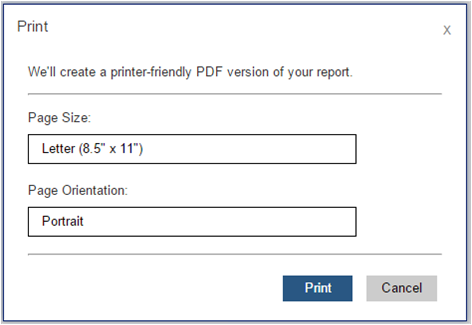 Print
X
We'll create a printer-friendly PDF version of your report.
Page Size:
Letter (8.5" x 11")
Page Orientation:
Portrait
Print Cancel